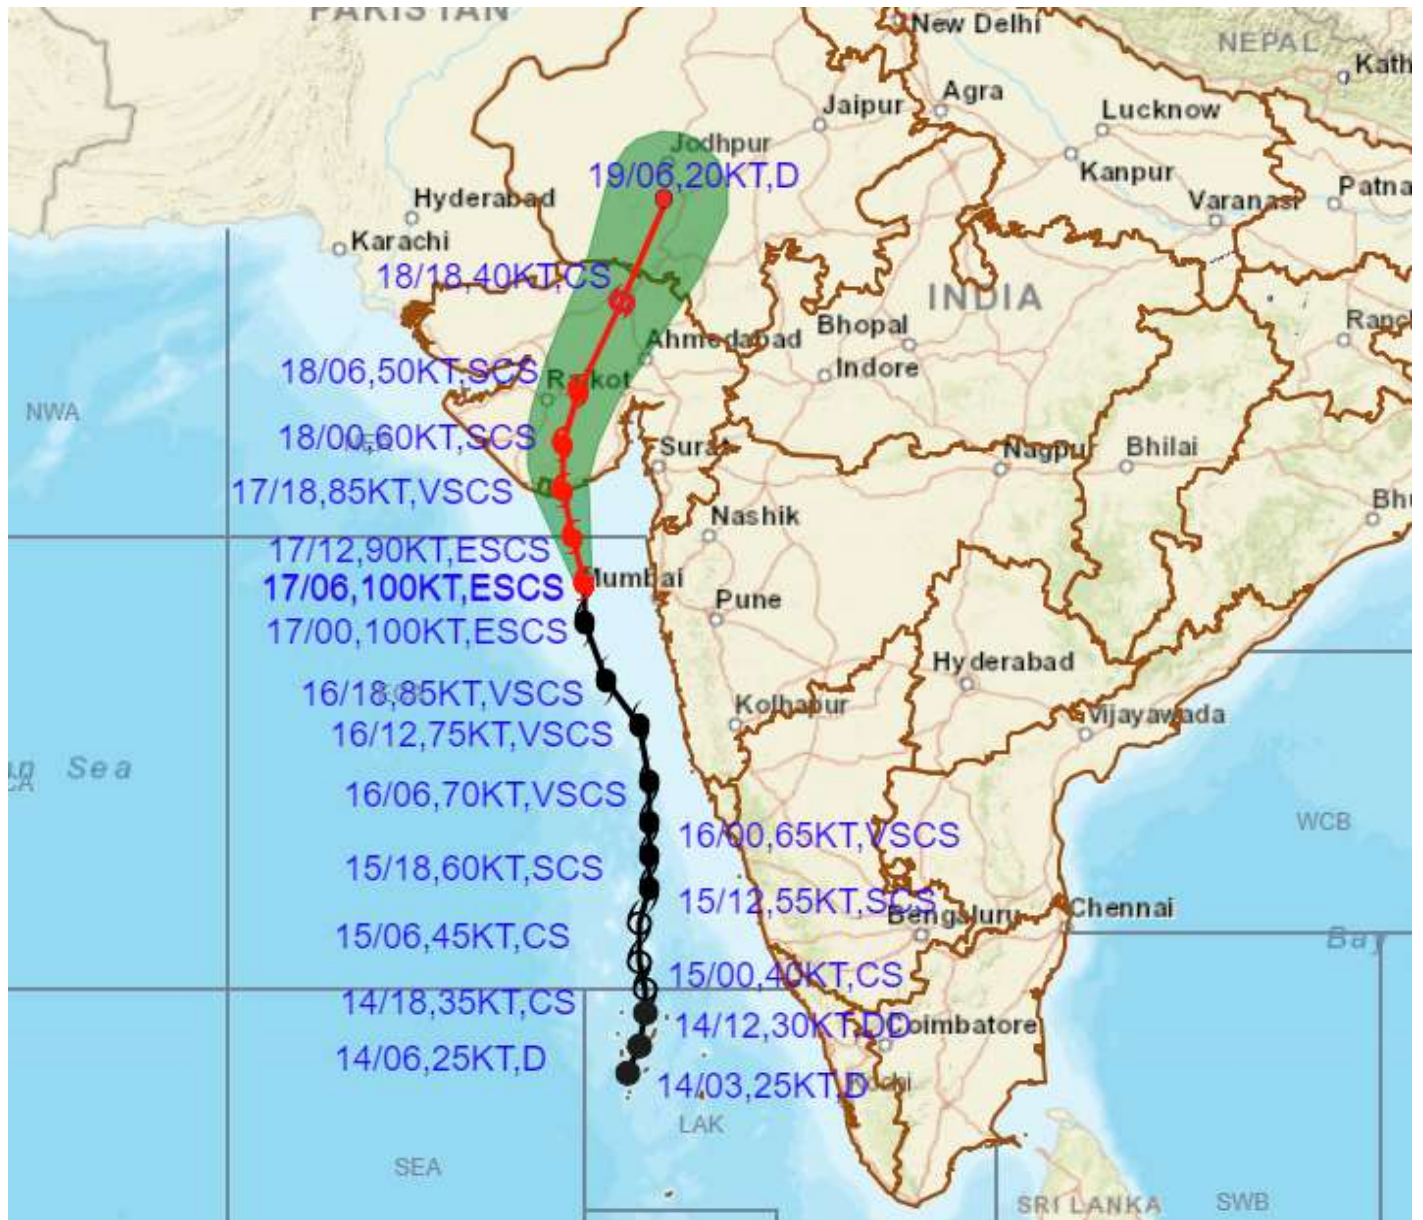 PAKISTAN
New Delhi
NEPAL
Kath
Jaipur
Agra
Lucknow
Jodhpur
19/06,20KT,D
Kanpur
Patna
Hyderabad
Varanasi
Karachi
18/18,40KT,CS
INDIA
Bhopal
Ranc
Ahmedabad
Indore
18/06,50KT,SCS
Rajkot
NWA
18/00,60KT,SCS
Surat
Nagpur
Bhilai
17/18,85KT,VSCS
Bhu
Nashik
17/12,90KT,ESCS
Mumbai
17/06,100KT,ESCS
Pune
17/00,100KT,ESCS
Hyderabad
16/18,85KT,VSCS
Kolhapur
Vijayawada
16/12,75KT,VSCS
an Sea
CA
16/06,70KT,VSCS
WCB
16/00,65KT,VSCS
15/18,60KT,SCS
15/12,55KT,SCS
Bengaluru
Chennai
15/06,45KT,CS
Bay
15/00,40KT,CS
14/18,35KT,CS
14/12,30KT,DD
Coimbatore
14/06,25KT,D
14/03,25KT,D
Kochi
LAK
SEA
SRI LANKA
SWB